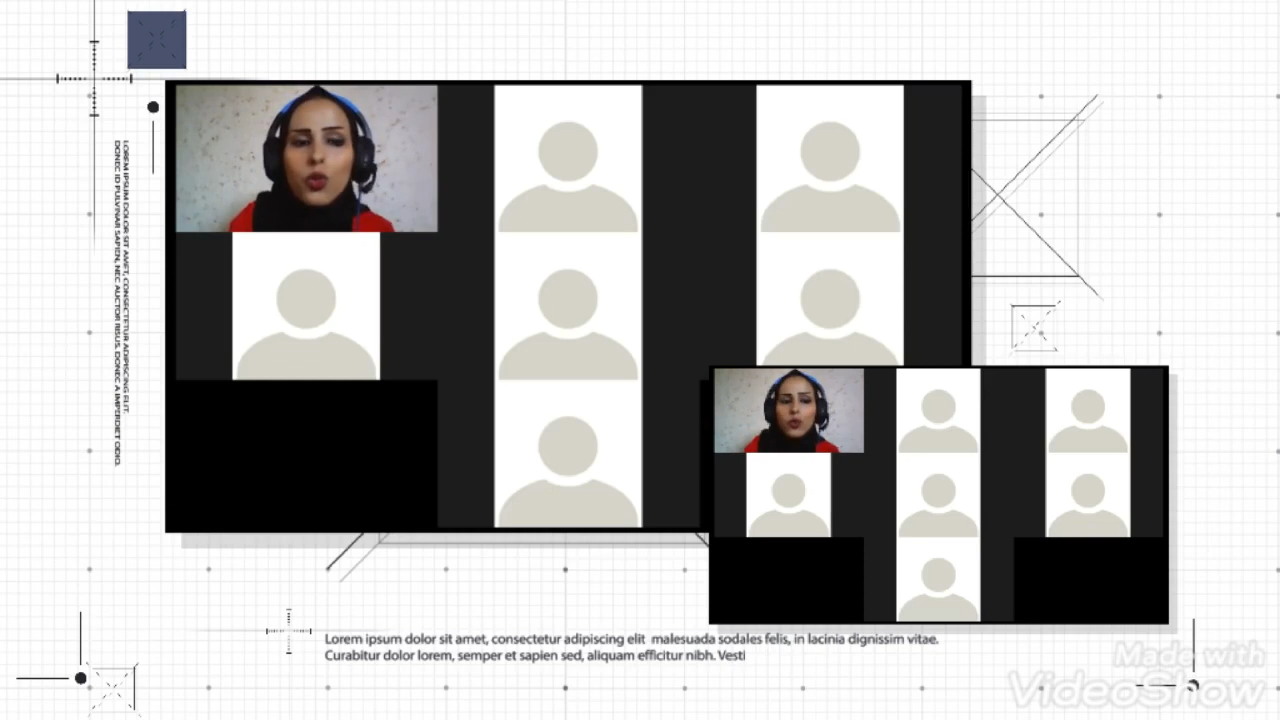 LOREM IPSUM DOLOR SIT AMET, CONSECTETUR ADIPISCING ELIT.
DONEC ID PULVINAR SAPIEN, NEC AUCTOR RISUS. DONEC A IMPERDIET ODIO.
Lorem ipsum dolor sit amet, consectetur adipiscing elit malesuada sodales felis, in lacinia dignissim vitae.
Curabitur dolor lorem, semper et sapien sed, aliquam efficitur nibh. Vesti
Made with
VideoShow